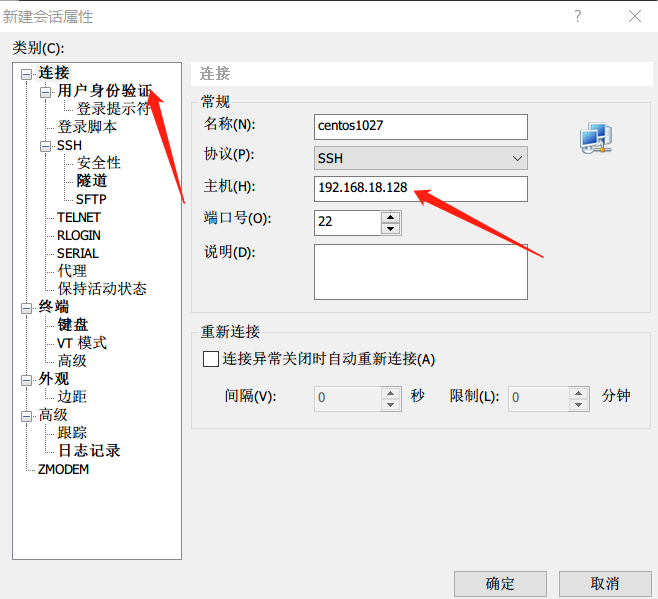 新建会话属性
?
类别(C):
连接
用户身份验证
登录提示符
登录脚本
SSH
安全性
隧道
SFTP
TELNET
RLOGIN
SERIAL
代理
保持活动状态
终端
键盘
VT 模式
高级
外观
边距
高级
跟踪
日志记录
ZMODEM
连接
常规
名称(N):
centos1027
协议(P):
SSH
主机(H):
192.168.18.128
端口号(O):
22
说明(D):
重新连接
连接异常关闭时自动重新连接(A)
间隔(V): 0 秒 限制(L): 0 分钟
确定
取消